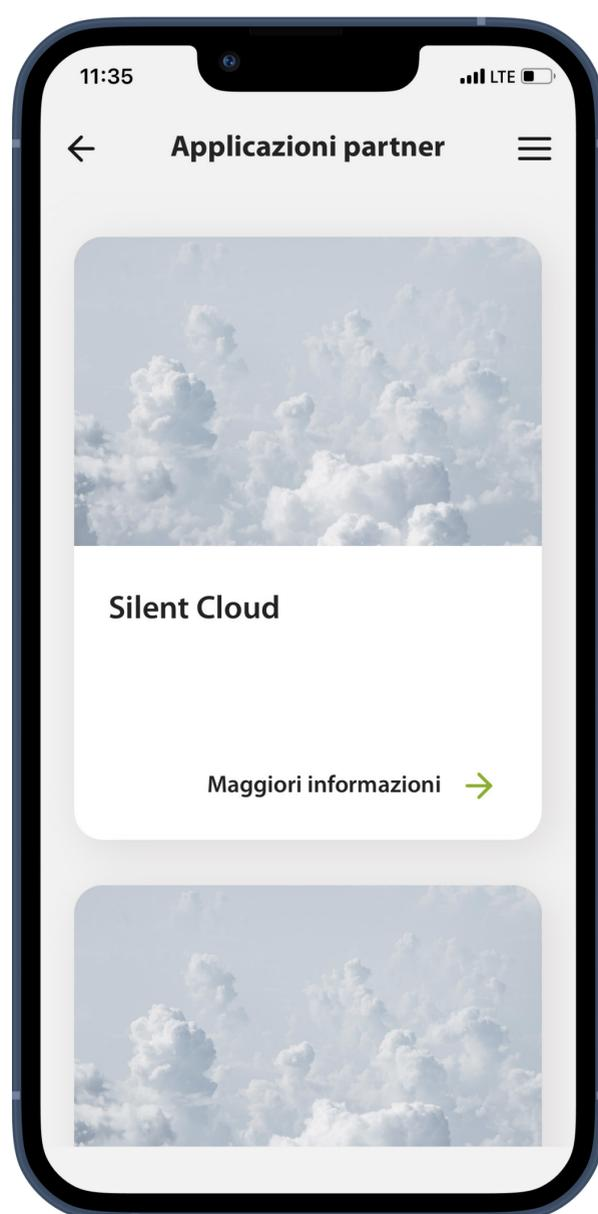 11:35
LTE
Applicazioni partner
Silent Cloud
Maggiori informazioni